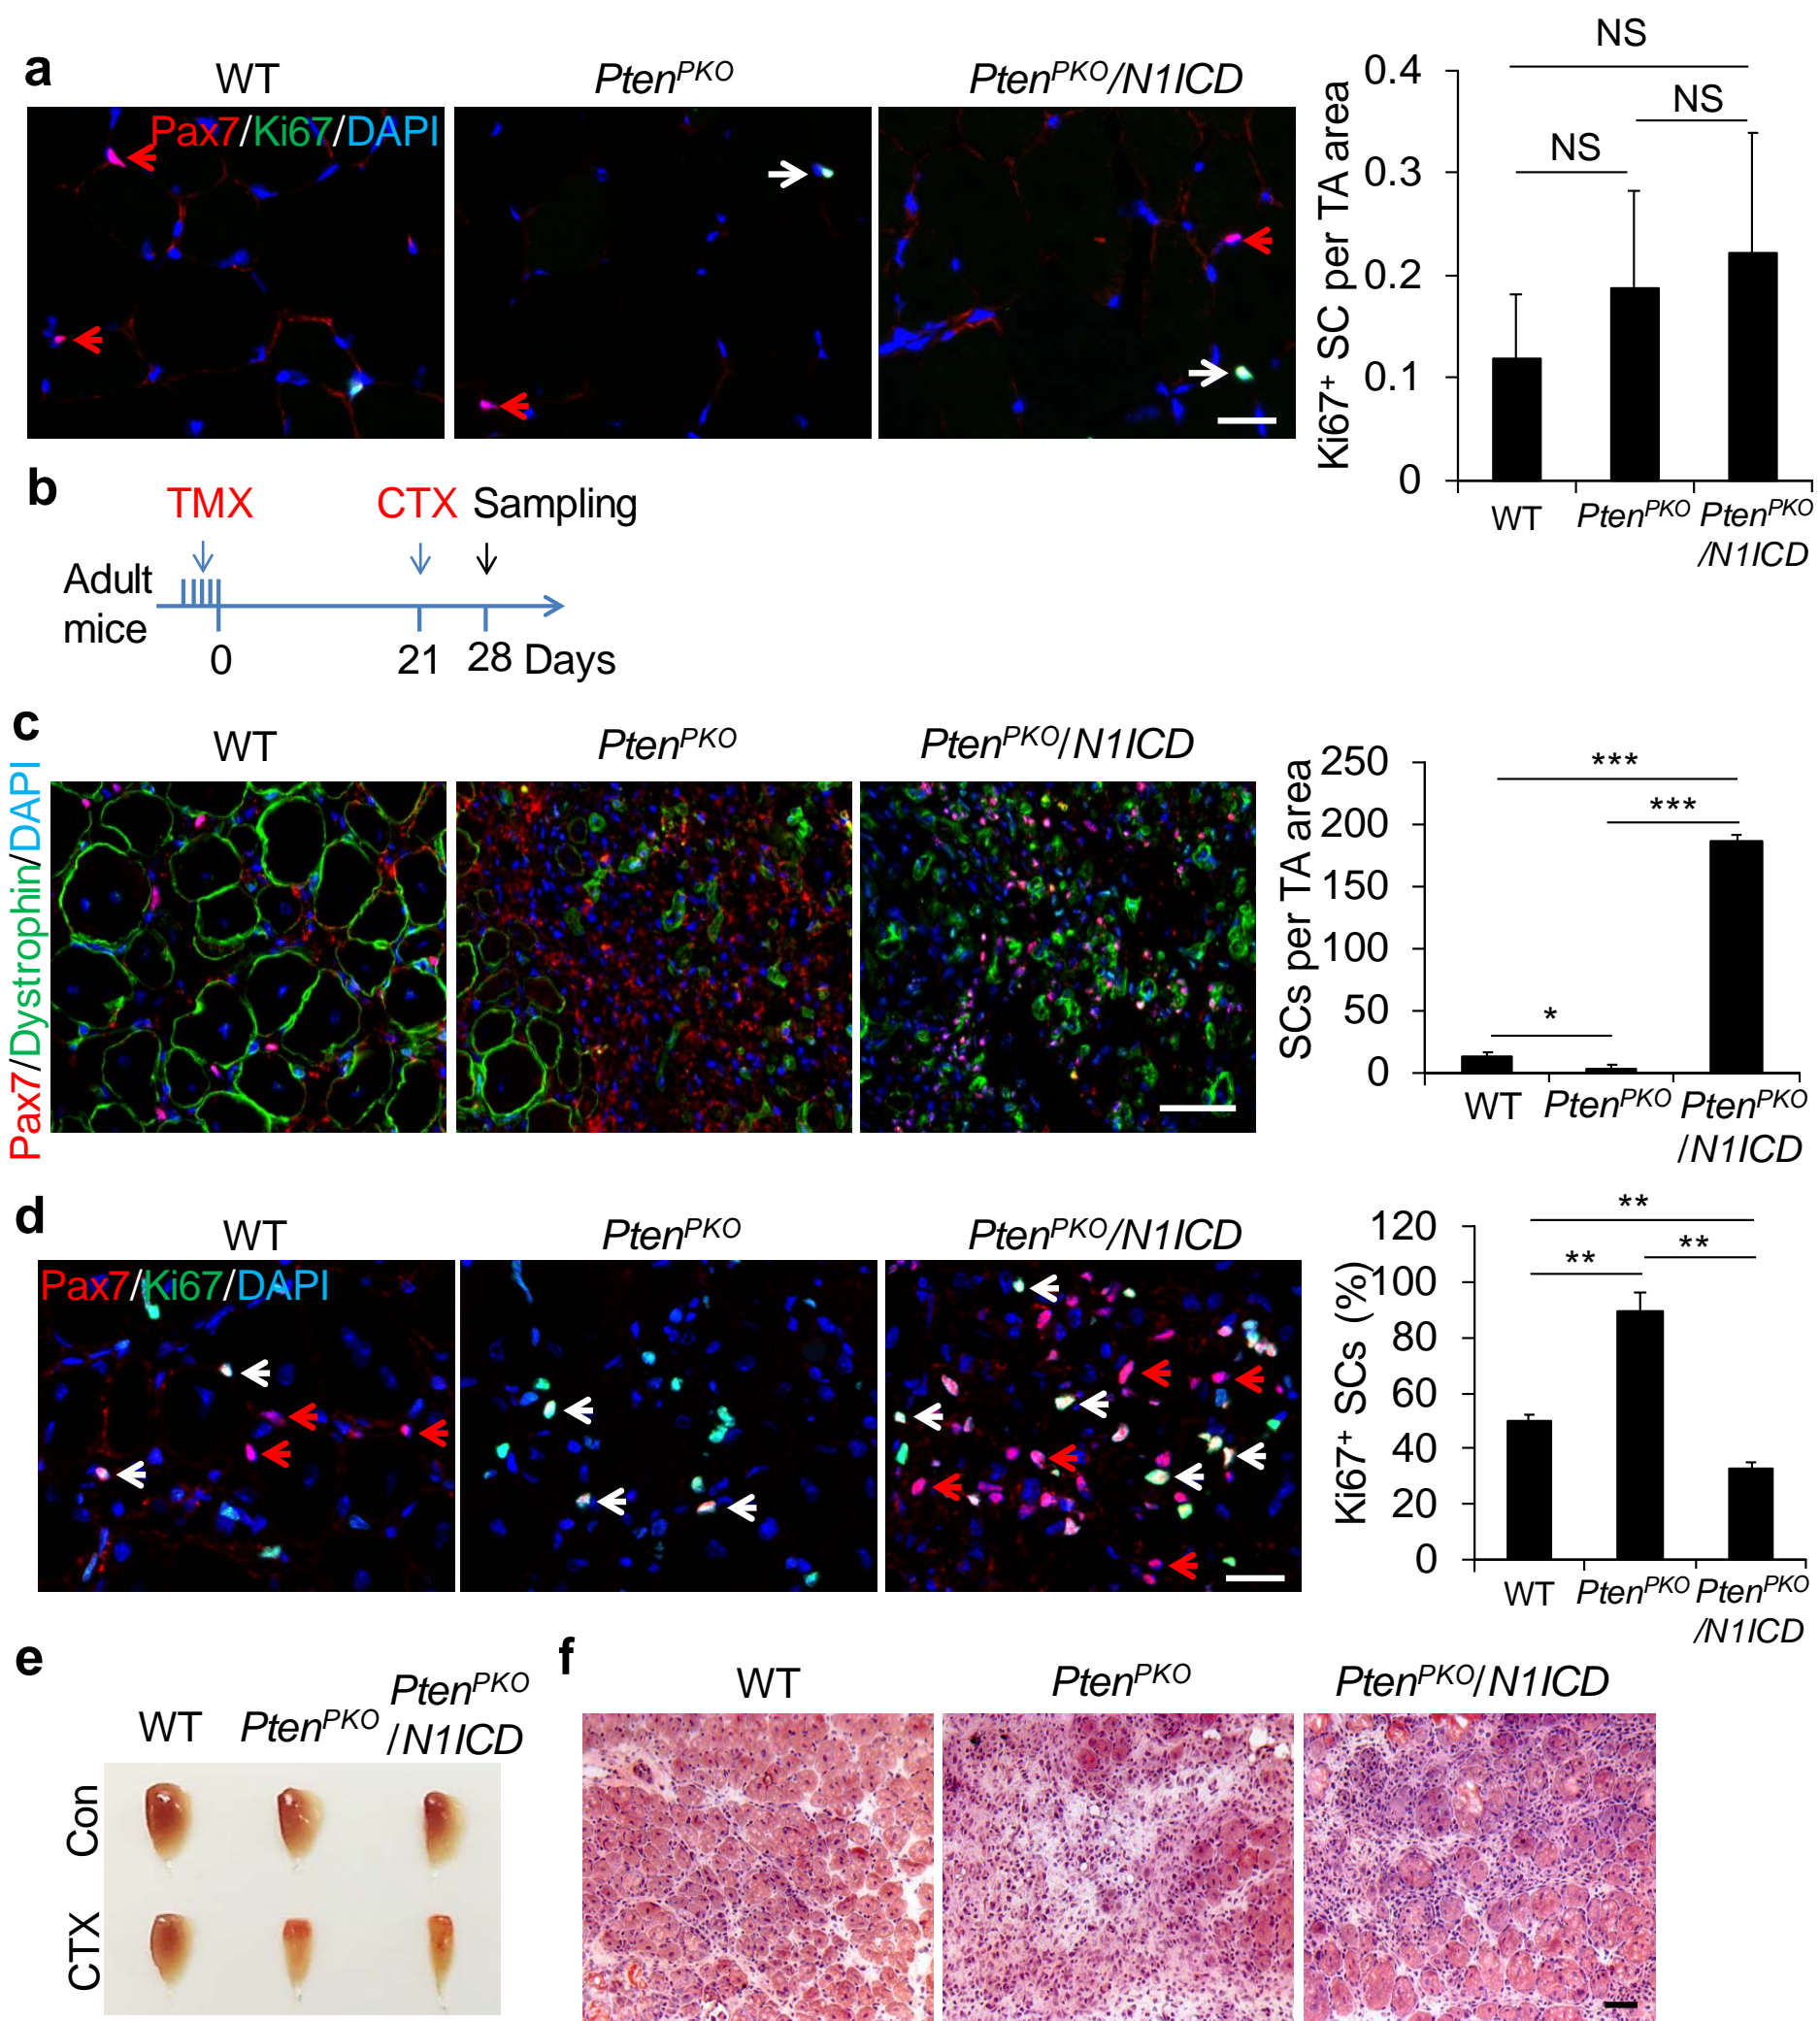 a
WT
Pten^PKO
Pten^PKO/N1ICD
Pax7/Ki67/DAPI
Ki67⁺ SC per TA area
0.4
0.3
0.2
0.1
0
NS
NS
NS
WT
Pten^PKO
Pten^PKO
/N1ICD
b
TMX
CTX
Sampling
Adult
mice
0
21
28
Days
c
WT
Pten^PKO
Pten^PKO/N1ICD
Pax7/Dystrophin/DAPI
SCs per TA area
250
200
150
100
50
0
***
***
*
WT
Pten^PKO
Pten^PKO
/N1ICD
d
WT
Pten^PKO
Pten^PKO/N1ICD
Pax7/Ki67/DAPI
Ki67⁺ SCs (%)
120
100
80
60
40
20
0
**
**
**
WT
Pten^PKO
Pten^PKO
/N1ICD
e
WT
Pten^PKO
Pten^PKO
/N1ICD
Con
CTX
f
WT
Pten^PKO
Pten^PKO/N1ICD